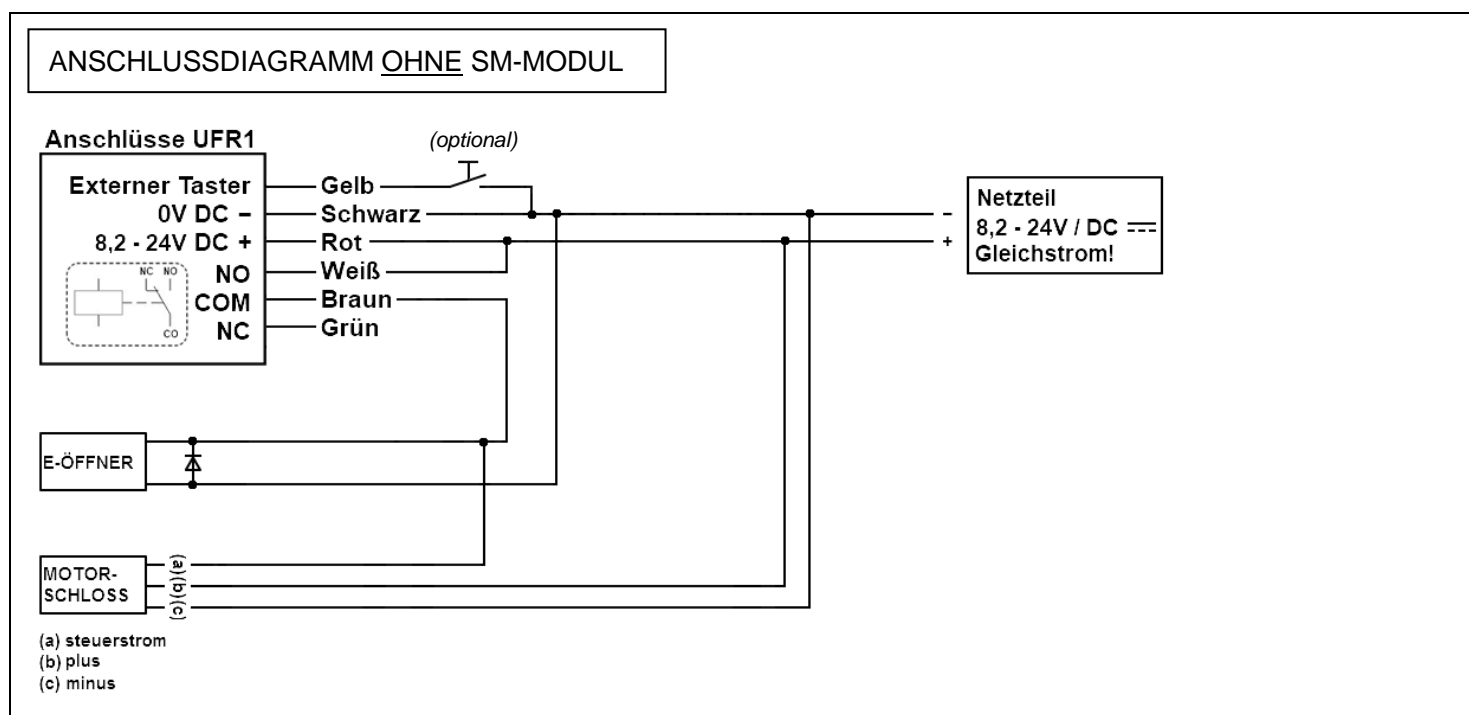 ANSCHLUSSDIAGRAMM OHNE SM-MODUL
Anschlüsse UFR1
(optional)
Externer Taster
Gelb
0V DC –
Schwarz
8,2 - 24V DC +
Rot
NO
Weiß
COM
Braun
NC
Grün
NC NO
CO
–
+
Netzteil
8,2 - 24V / DC
Gleichstrom!
E-ÖFFNER
MOTOR-
SCHLOSS
(a)
(b)
(c)
(a) steuerstrom
(b) plus
(c) minus